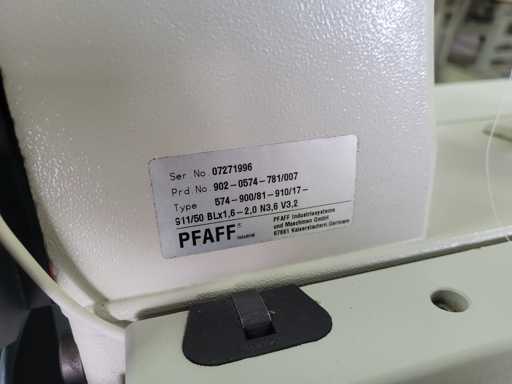 Ser No. 07271996
Prd No 902-0574-781/007
Type 574-900/81-910/17-
911/50 BLx1,6-2,0 N3,6 V3,2
PFAFF® PFAFF Industriesysteme
und Maschinen GmbH
67661 Kaiserslautern, Germany